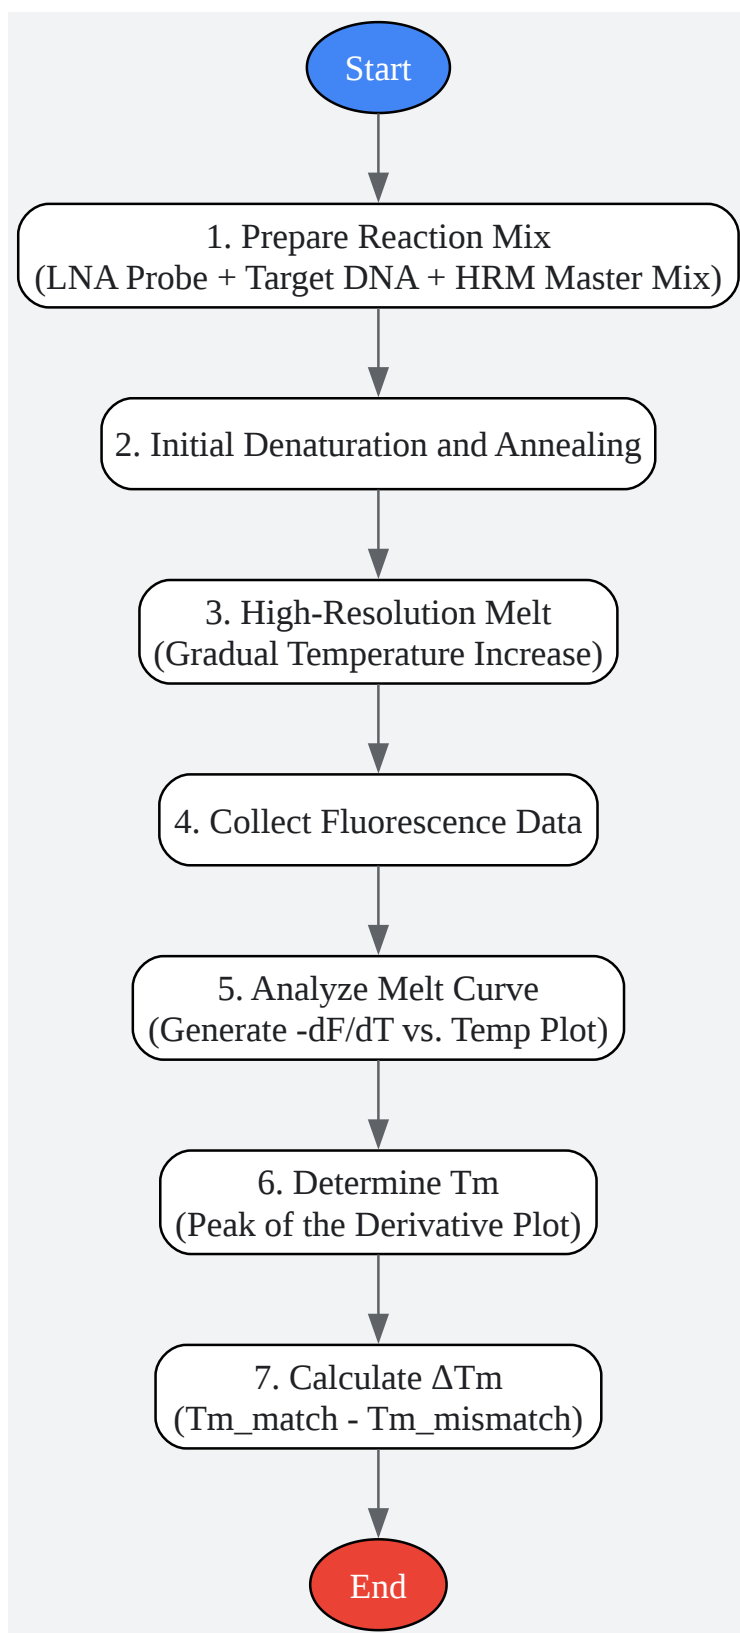 Start
1. Prepare Reaction Mix
(LNA Probe + Target DNA + HRM Master Mix)
2. Initial Denaturation and Annealing
3. High-Resolution Melt
(Gradual Temperature Increase)
4. Collect Fluorescence Data
5. Analyze Melt Curve
(Generate -dF/dT vs. Temp Plot)
6. Determine Tm
(Peak of the Derivative Plot)
7. Calculate ΔTm
(Tm_match - Tm_mismatch)
End